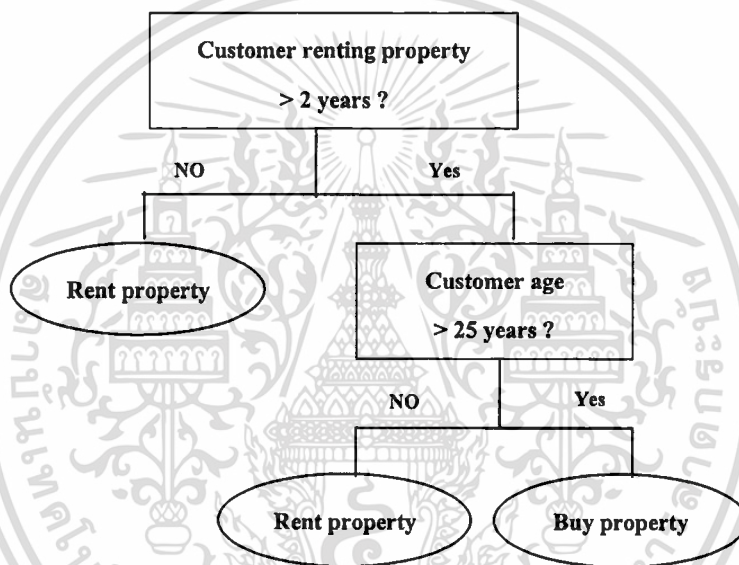 Customer renting property
> 2 years ?
NO
Yes
Rent property
Customer age
> 25 years ?
NO
Yes
Rent property
Buy property